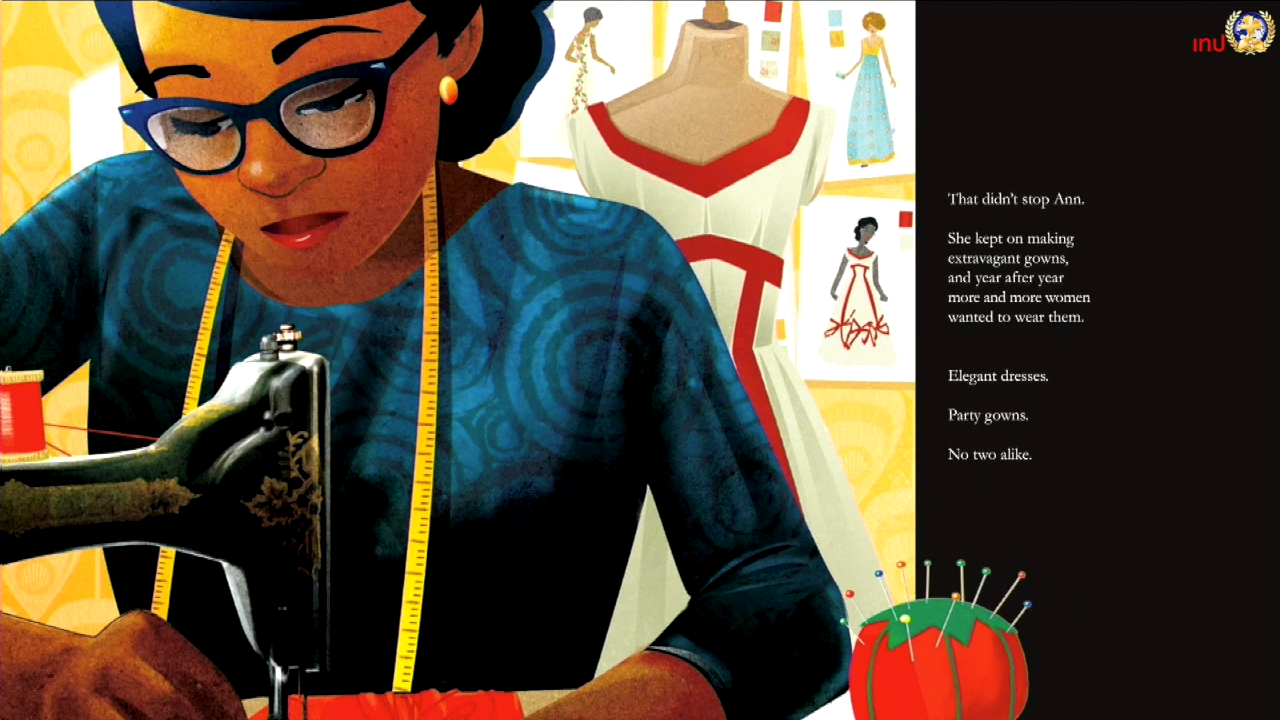 ınu
That didn't stop Ann.
She kept on making
extravagant gowns,
and year after year
more and more women
wanted to wear them.
Elegant dresses.
Party gowns.
No two alike.